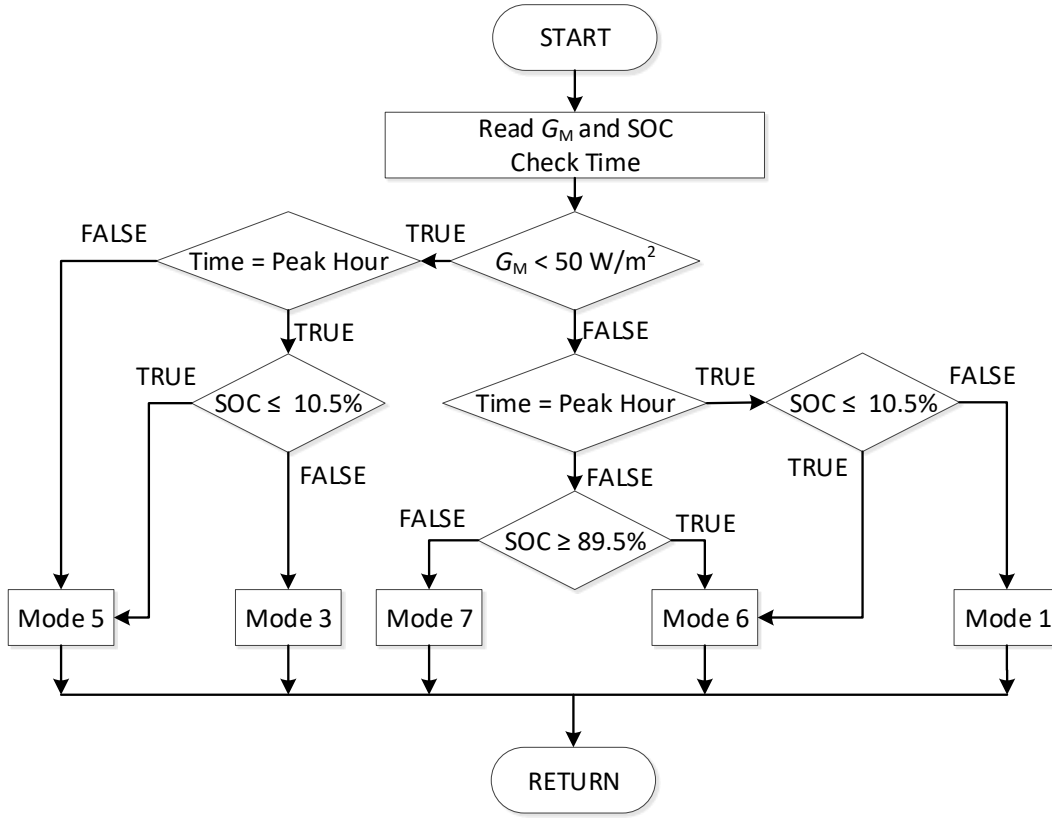 START
Read G_M and SOC
Check Time
FALSE
TRUE
Time = Peak Hour
G_M < 50 W/m²
TRUE
FALSE
TRUE
SOC ≤ 10.5%
Time = Peak Hour
TRUE
SOC ≤ 10.5%
FALSE
FALSE
FALSE
TRUE
FALSE
SOC ≥ 89.5%
TRUE
Mode 5
Mode 3
Mode 7
Mode 6
Mode 1
RETURN